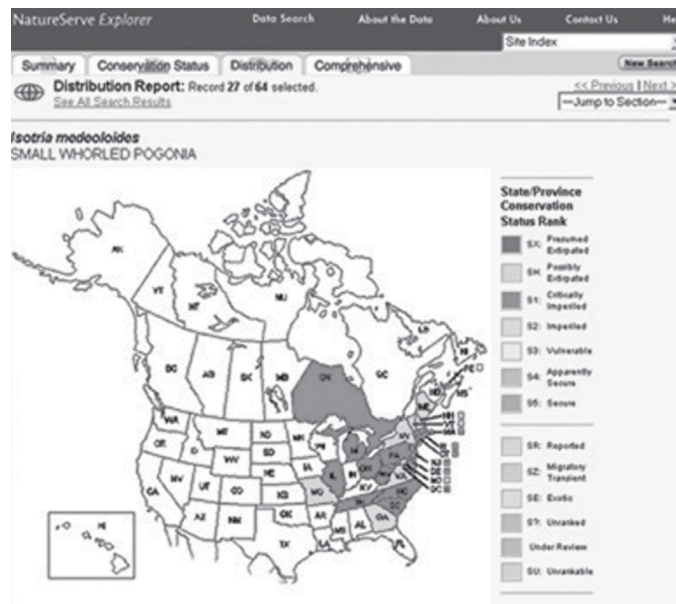 NatureServe Explorer
Data Search
About the Data
About Us
Contact Us
He
Site Index
Summary
Conservation Status
Distribution
Comprehensive
New Search
Distribution Report: Record 27 of 64 selected.
See All Search Results
<< Previous | Next >
—Jump to Section—
Isotria medeoloides
SMALL WHORLED POGONIA
State/Province
Conservation
Status Rank
SX: Presumed
Extirpated
SH: Possibly
Extirpated
S1: Critically
Imperiled
S2: Imperiled
S3: Vulnerable
S4: Apparently
Secure
S5: Secure
SR: Reported
SZ: Migratory
Transient
SE: Exotic
S?: Unranked
Under Review
SU: Unrankable
AK
YT
NT
NU
BC
AB
SK
MB
ON
QC
LB
PE
NS
WA
MT
ND
MN
WI
MI
NY
ME
OR
ID
WY
SD
IA
NE
IL
IN
OH
PA
CA
NV
UT
CO
KS
MO
KY
WV
VA
NC
TN
SC
AZ
NM
OK
AR
MS
AL
GA
TX
LA
FL
HI